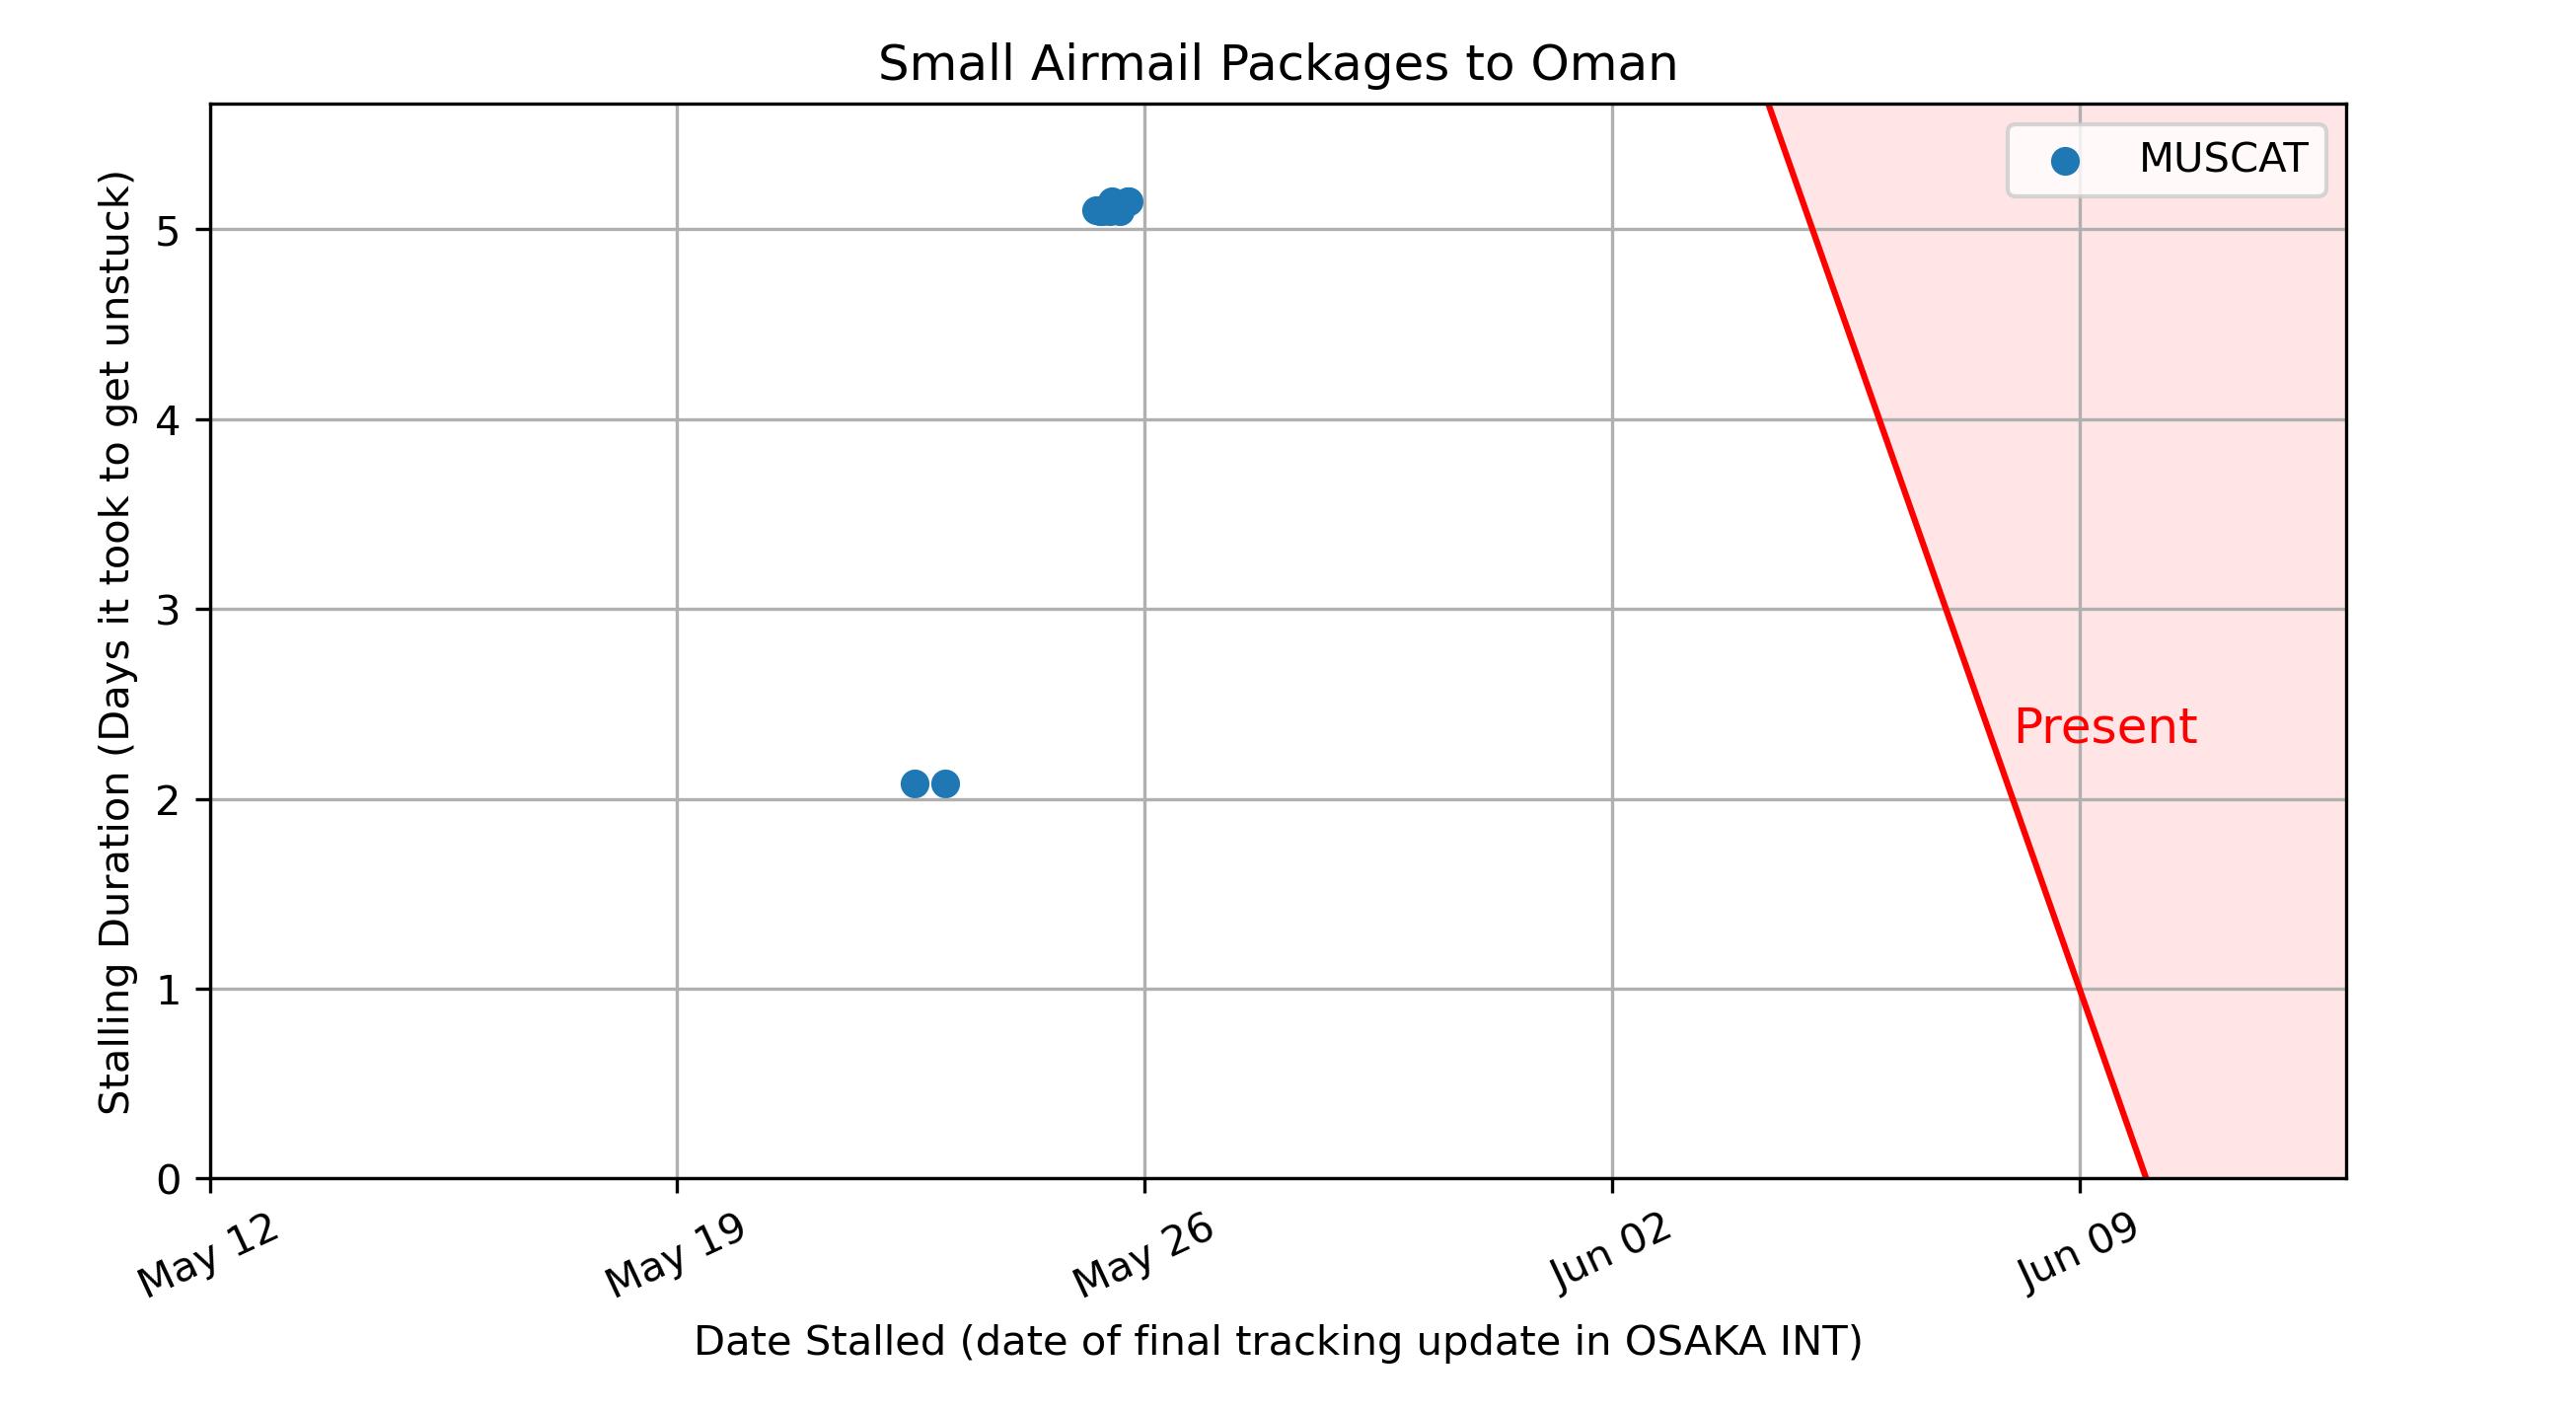 Small Airmail Packages to Oman
MUSCAT
Stalling Duration (Days it took to get unstuck)
5
4
3
2
1
0
Present
May 12
May 19
May 26
Jun 02
Jun 09
Date Stalled (date of final tracking update in OSAKA INT)